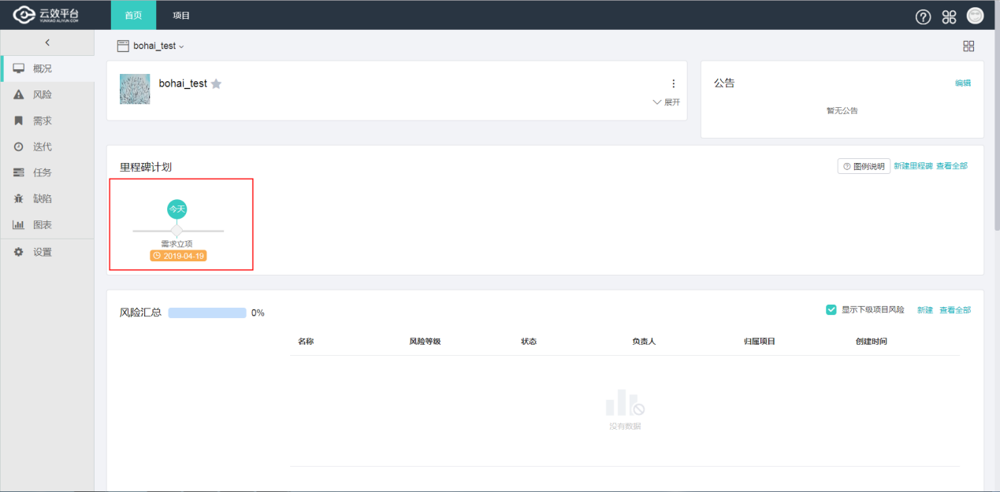 云效平台
YUNXIAO.ALIYUN.COM
首页
项目
概况
风险
需求
迭代
任务
缺陷
图表
设置
bohai_test
bohai_test
展开
公告
编辑
暂无公告
里程碑计划
图例说明 新建里程碑 查看全部
今天
需求立项
2019-04-19
风险汇总 0%
显示下级项目风险 新建 查看全部
名称 风险等级 状态 负责人 归属项目 创建时间
没有数据